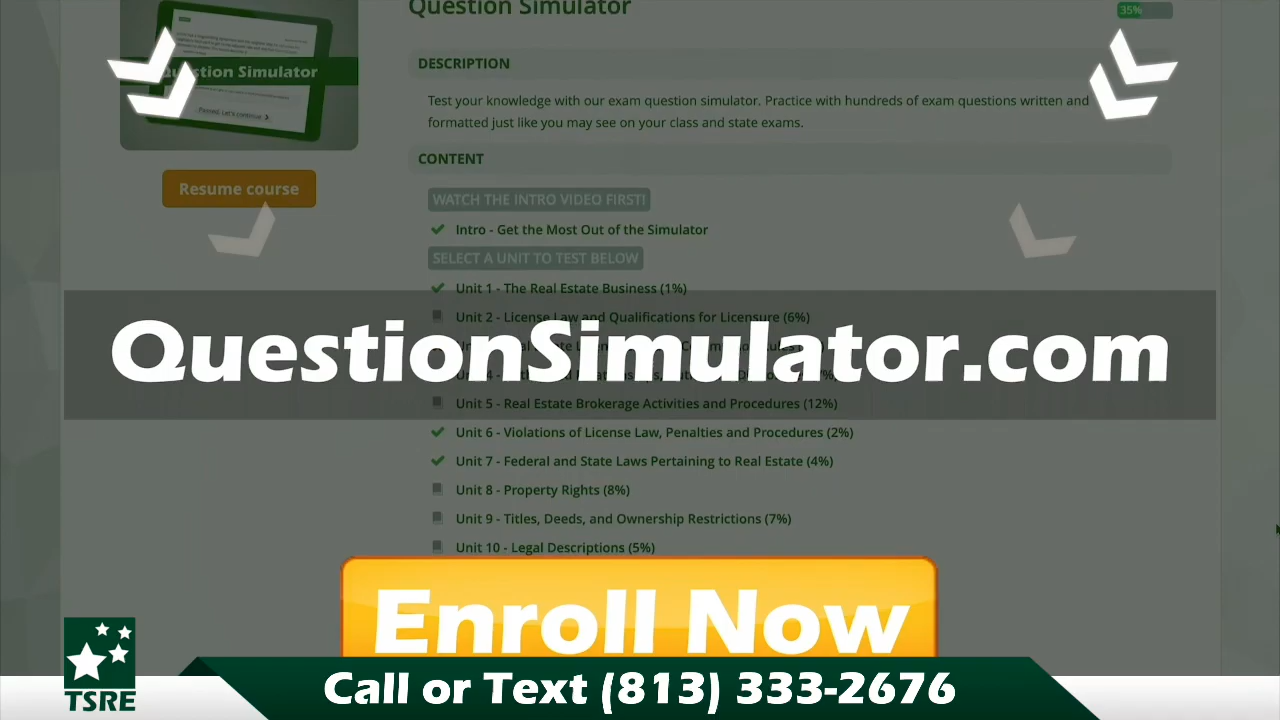 Question Simulator
35%
Question Simulator
Passed, Let's continue
DESCRIPTION
Test your knowledge with our exam question simulator. Practice with hundreds of exam questions written and
formatted just like you may see on your class and state exams.
CONTENT
Resume course
WATCH THE INTRO VIDEO FIRST!
Intro - Get the Most Out of the Simulator
SELECT A UNIT TO TEST BELOW
Unit 1 - The Real Estate Business (1%)
Unit 2 - License Law and Qualifications for Licensure (6%)
QuestionSimulator.com
Unit 5 - Real Estate Brokerage Activities and Procedures (12%)
Unit 6 - Violations of License Law, Penalties and Procedures (2%)
Unit 7 - Federal and State Laws Pertaining to Real Estate (4%)
Unit 8 - Property Rights (8%)
Unit 9 - Titles, Deeds, and Ownership Restrictions (7%)
Unit 10 - Legal Descriptions (5%)
Enroll Now
TSRE
Call or Text (813) 333-2676